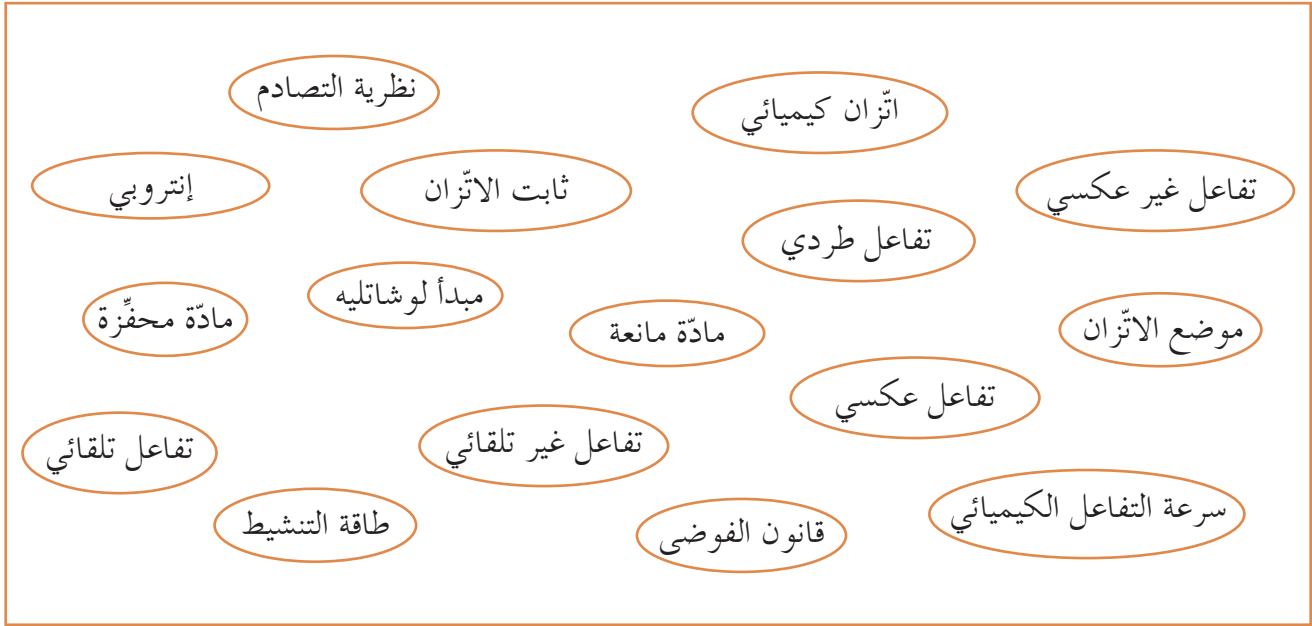 نظرية التصادم
اتّزان كيميائي
تفاعل غير عكسي
ثابت الاتّزان
إنتروبي
تفاعل طردي
مبدأ لوشاتليه
مادّة محفِّزة
موضع الاتّزان
مادّة مانعة
تفاعل عكسي
تفاعل غير تلقائي
تفاعل تلقائي
سرعة التفاعل الكيميائي
قانون الفوضى
طاقة التنشيط